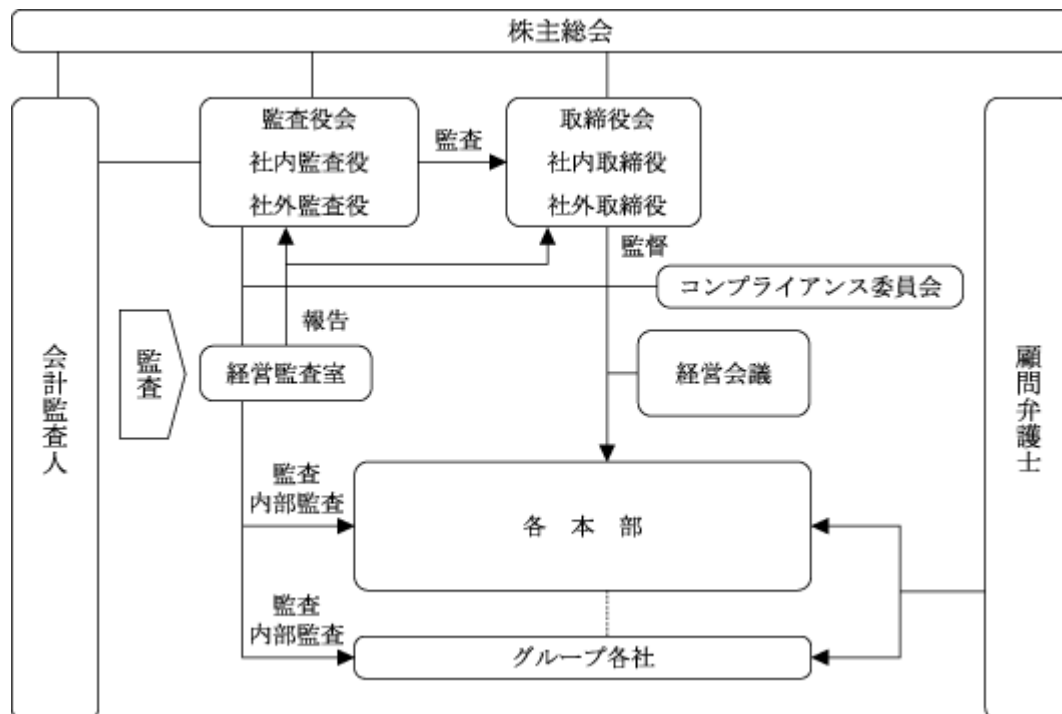 株主総会
監査役会
社内監査役
社外監査役
監査
取締役会
社内取締役
社外取締役
監督
コンプライアンス委員会
報告
会計監査人
監査
経営監査室
経営会議
顧問弁護士
監査
内部監査
各 本 部
監査
内部監査
グループ各社